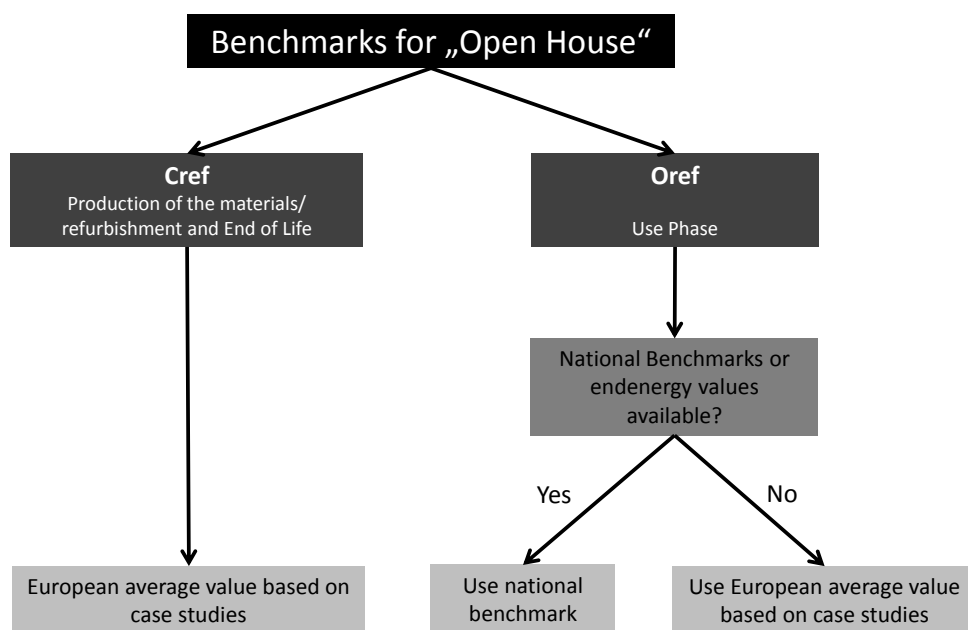 Benchmarks for „Open House“
Cref
Production of the materials/
refurbishment and End of Life
Oref
Use Phase
National Benchmarks or
endenergy values
available?
Yes
No
European average value based on
case studies
Use national
benchmark
Use European average value
based on case studies